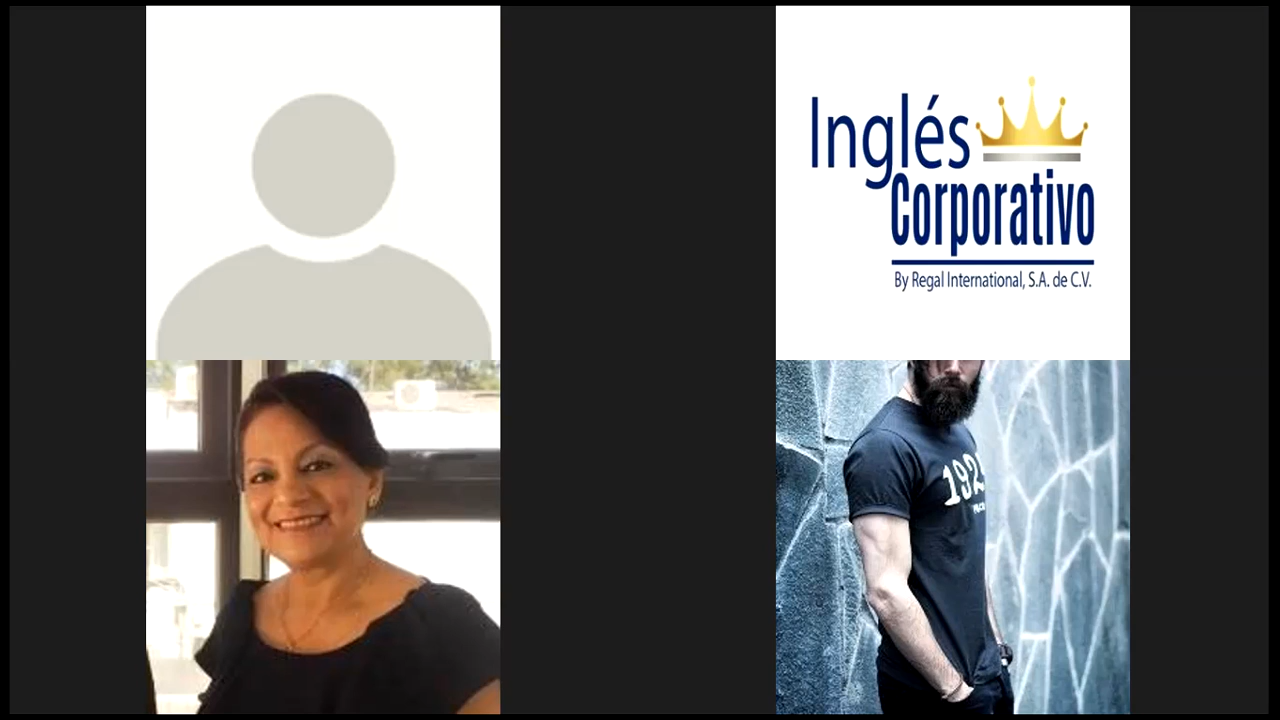 Inglés
Corporativo
By Regal International, S.A. de C.V.
192